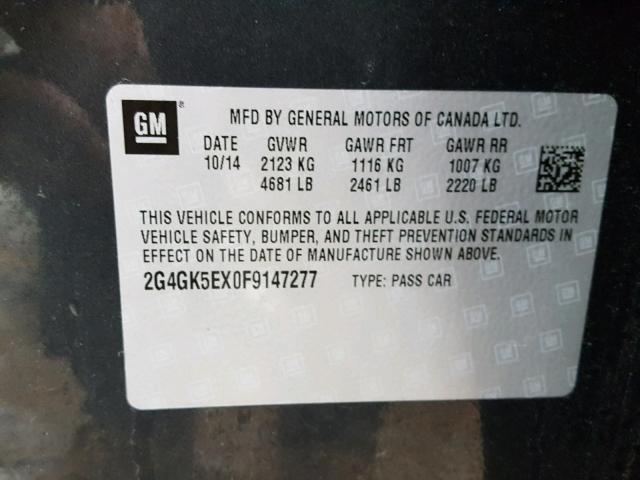 GM®
MFD BY GENERAL MOTORS OF CANADA LTD.
DATE GVWR GAWR FRT GAWR RR
10/14 2123 KG 1116 KG 1007 KG
4681 LB 2461 LB 2220 LB
THIS VEHICLE CONFORMS TO ALL APPLICABLE U.S. FEDERAL MOTOR
VEHICLE SAFETY, BUMPER, AND THEFT PREVENTION STANDARDS IN
EFFECT ON THE DATE OF MANUFACTURE SHOWN ABOVE.
2G4GK5EX0F9147277 TYPE: PASS CAR